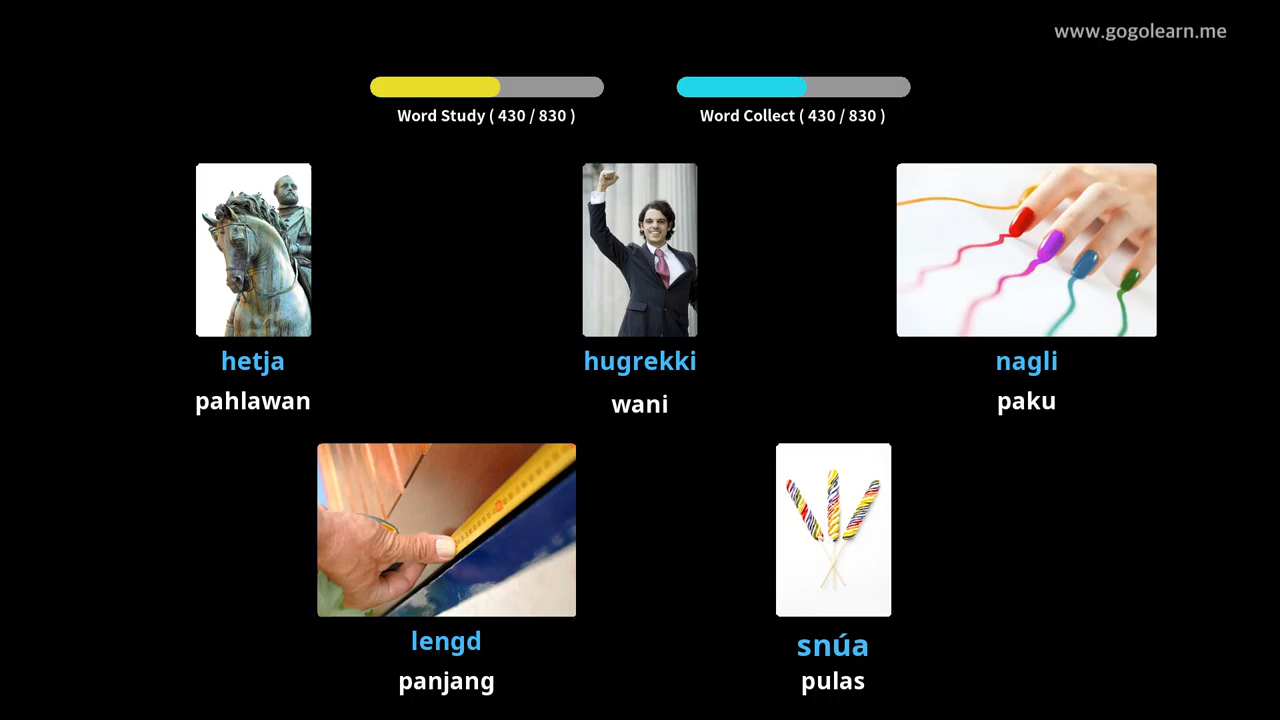 www.gogolearn.me
Word Study ( 430 / 830 )
Word Collect ( 430 / 830 )
hetja
pahlawan
hugrekki
wani
nagli
paku
lengd
panjang
snúa
pulas